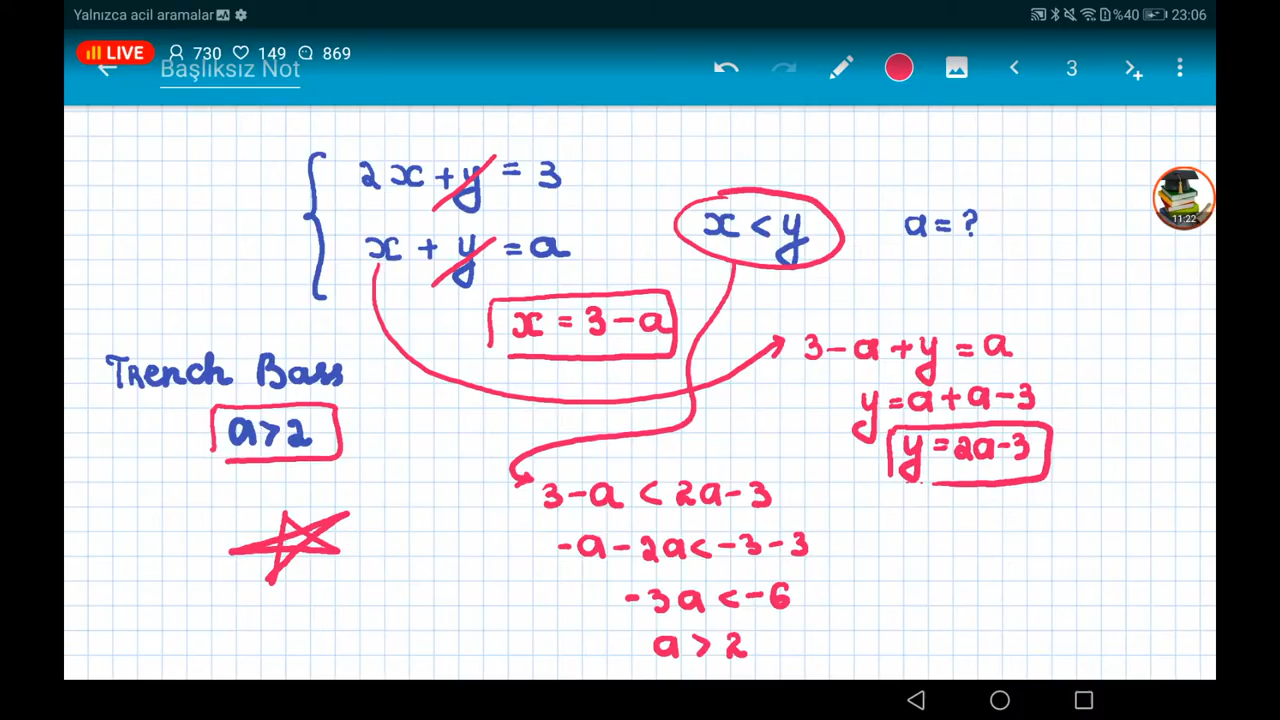 Yalnızca acil aramalar
%40 23:06
LIVE 730 149 869
Başlıksız Not
3
2x + y = 3
x + y = a
x < y
a = ?
11:22
x = 3 - a
3 - a + y = a
y = a + a - 3
y = 2a - 3
Trench Bass
a > 2
3 - a < 2a - 3
-a - 2a < -3 - 3
-3a < -6
a > 2